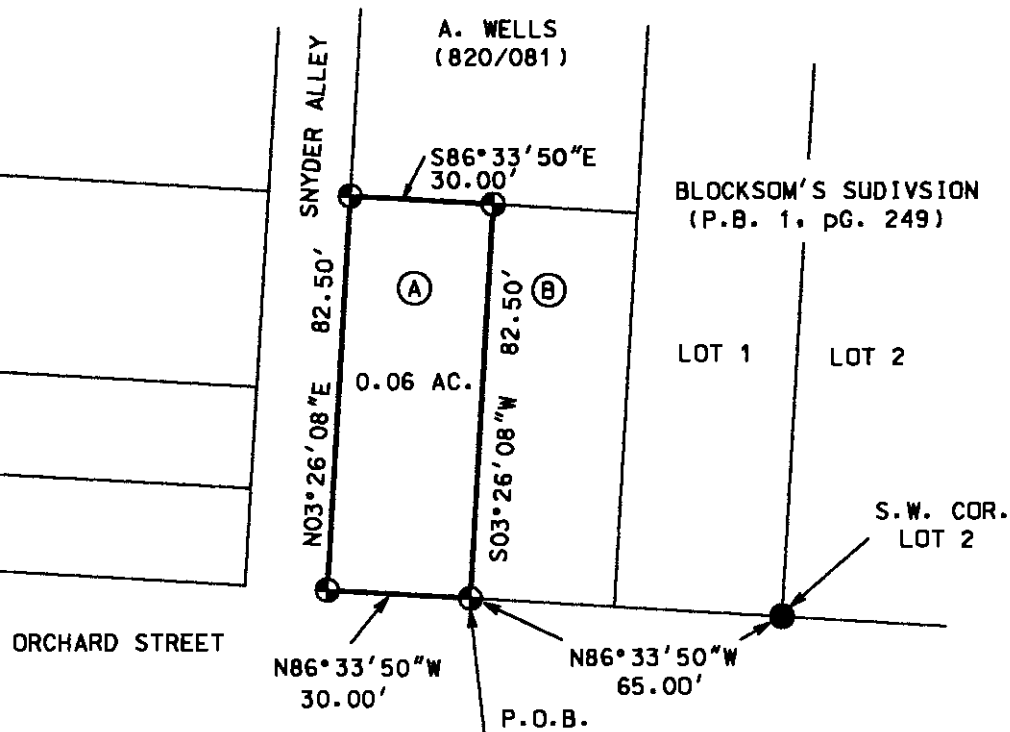 A. WELLS
(820/081)
SNYDER ALLEY
S86°33'50"E
30.00'
BLOCKSOM'S SUDIVSION
(P.B. 1, pG. 249)
82.50'
A
82.50'
B
LOT 1
LOT 2
0.06 AC.
N03°26'08"E
S03°26'08"W
S.W. COR.
LOT 2
ORCHARD STREET
N86°33'50"W
30.00'
N86°33'50"W
65.00'
P.O.B.